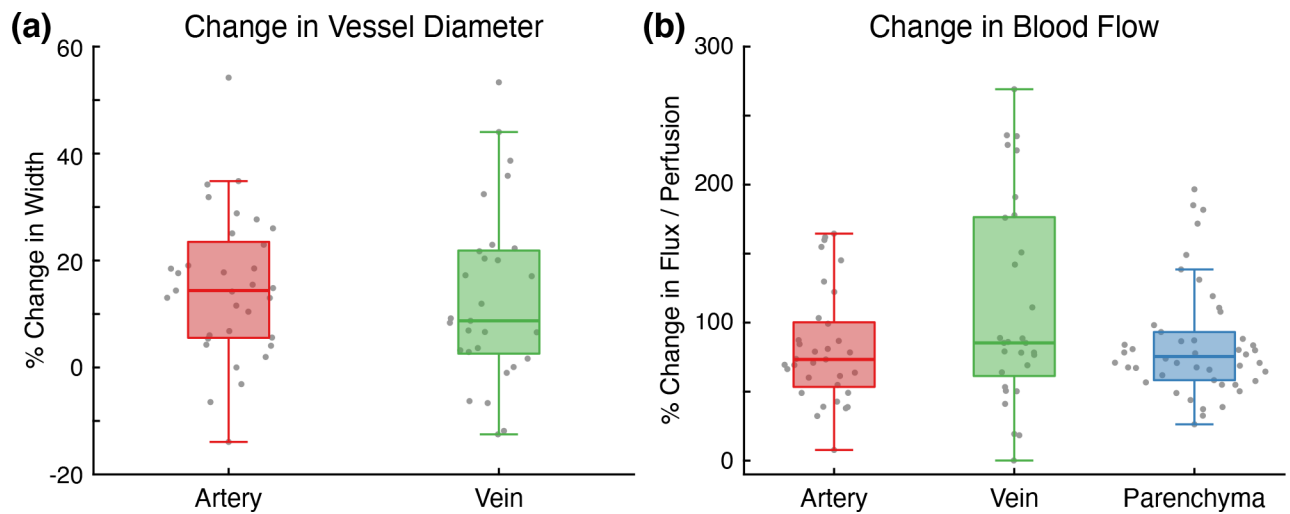 (a) Change in Vessel Diameter
% Change in Width
60
40
20
0
-20
Artery Vein
(b) Change in Blood Flow
% Change in Flux / Perfusion
300
200
100
0
Artery Vein Parenchyma